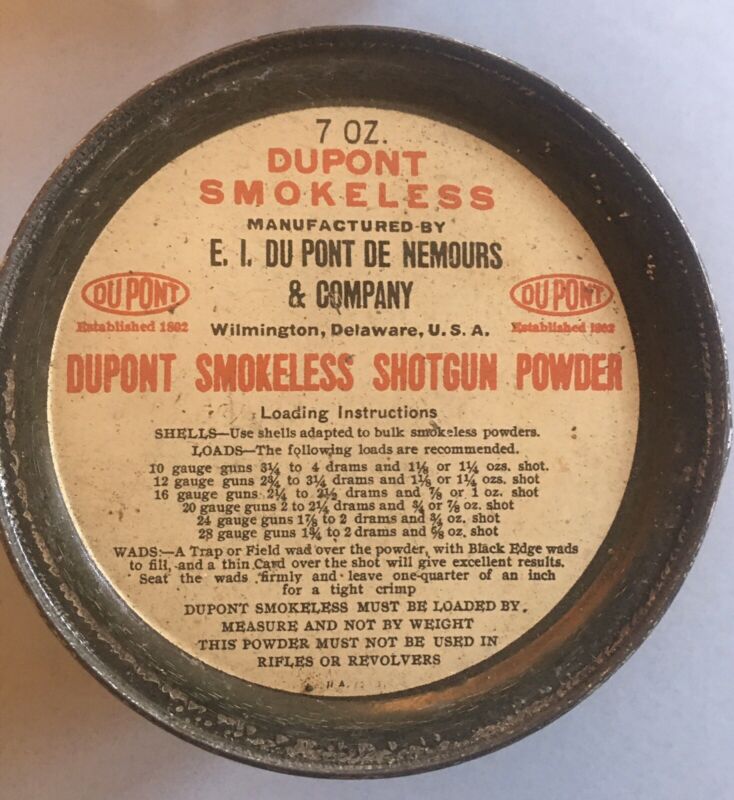 7 OZ.
DUPONT
SMOKELESS
MANUFACTURED BY
E. I. DU PONT DE NEMOURS
& COMPANY
DU PONT
Established 1802
DU PONT
Established 1802
Wilmington, Delaware, U. S. A.
DUPONT SMOKELESS SHOTGUN POWDER
Loading Instructions
SHELLS—Use shells adapted to bulk smokeless powders.
LOADS—The following loads are recommended.
10 gauge guns 3¼ to 4 drams and 1⅛ or 1¼ ozs. shot.
12 gauge guns 2¾ to 3¼ drams and 1⅛ or 1¼ ozs. shot
16 gauge guns 2¼ to 2½ drams and ⅞ or 1 oz. shot
20 gauge guns 2 to 2¼ drams and ¾ or ⅞ oz. shot
24 gauge guns 1⅞ to 2 drams and ¾ oz. shot
28 gauge guns 1¾ to 2 drams and ⅝ oz. shot
WADS:—A Trap or Field wad over the powder, with Black Edge wads
to fill, and a thin Card over the shot will give excellent results.
Seat the wads firmly and leave one-quarter of an inch
for a tight crimp
DUPONT SMOKELESS MUST BE LOADED BY
MEASURE AND NOT BY WEIGHT
THIS POWDER MUST NOT BE USED IN
RIFLES OR REVOLVERS